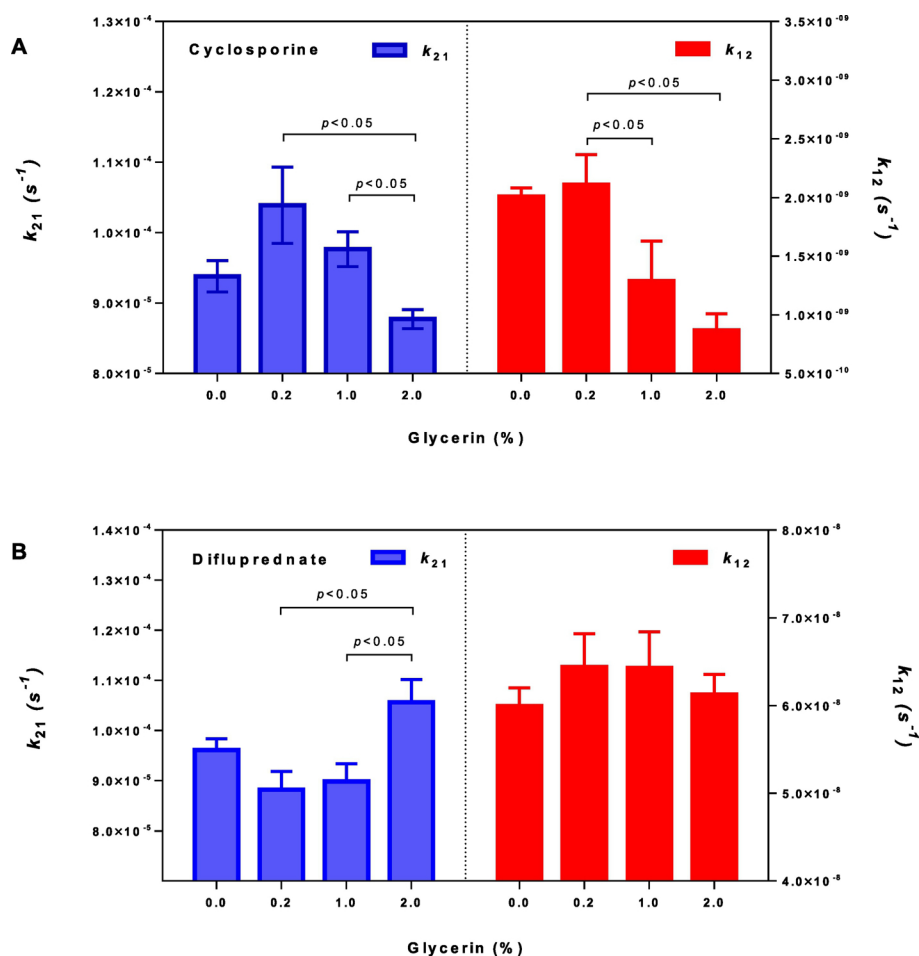 A
Cyclosporine
k21
k12
p<0.05
p<0.05
p<0.05
p<0.05
1.3×10⁻⁴
1.2×10⁻⁴
1.1×10⁻⁴
1.0×10⁻⁴
9.0×10⁻⁵
8.0×10⁻⁵
k21 (s⁻¹)
3.5×10⁻⁰⁹
3.0×10⁻⁰⁹
2.5×10⁻⁰⁹
2.0×10⁻⁰⁹
1.5×10⁻⁰⁹
1.0×10⁻⁰⁹
5.0×10⁻¹⁰
k12 (s⁻¹)
0.0 0.2 1.0 2.0 0.0 0.2 1.0 2.0
Glycerin (%)
B
Difluprednate
k21
k12
p<0.05
p<0.05
1.4×10⁻⁴
1.3×10⁻⁴
1.2×10⁻⁴
1.1×10⁻⁴
1.0×10⁻⁴
9.0×10⁻⁵
8.0×10⁻⁵
k21 (s⁻¹)
8.0×10⁻⁸
7.0×10⁻⁸
6.0×10⁻⁸
5.0×10⁻⁸
4.0×10⁻⁸
k12 (s⁻¹)
0.0 0.2 1.0 2.0 0.0 0.2 1.0 2.0
Glycerin (%)